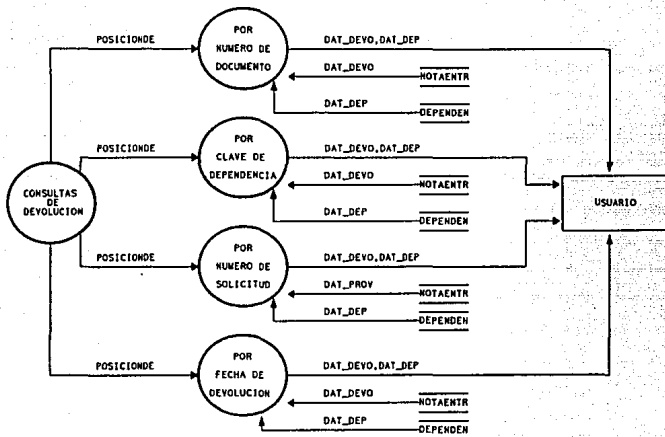 POR
NUMERO DE
DOCUMENTO
POSICIONDE
DAT_DEVO,DAT_DEP
DAT_DEVO
NOTAENTR
DAT_DEP
DEPENDEN
POR
CLAVE DE
DEPENDENCIA
POSICIONDE
DAT_DEVO,DAT_DEP
DAT_DEVO
NOTAENTR
DAT_DEP
DEPENDEN
CONSULTAS
DE
DEVOLUCION
USUARIO
POR
NUMERO DE
SOLICITUD
POSICIONDE
DAT_DEVO,DAT_DEP
DAT_PROV
NOTAENTR
DAT_DEP
DEPENDEN
POR
FECHA DE
DEVOLUCION
POSICIONDE
DAT_DEVO,DAT_DEP
DAT_DEVO
NOTAENTR
DAT_DEP
DEPENDEN